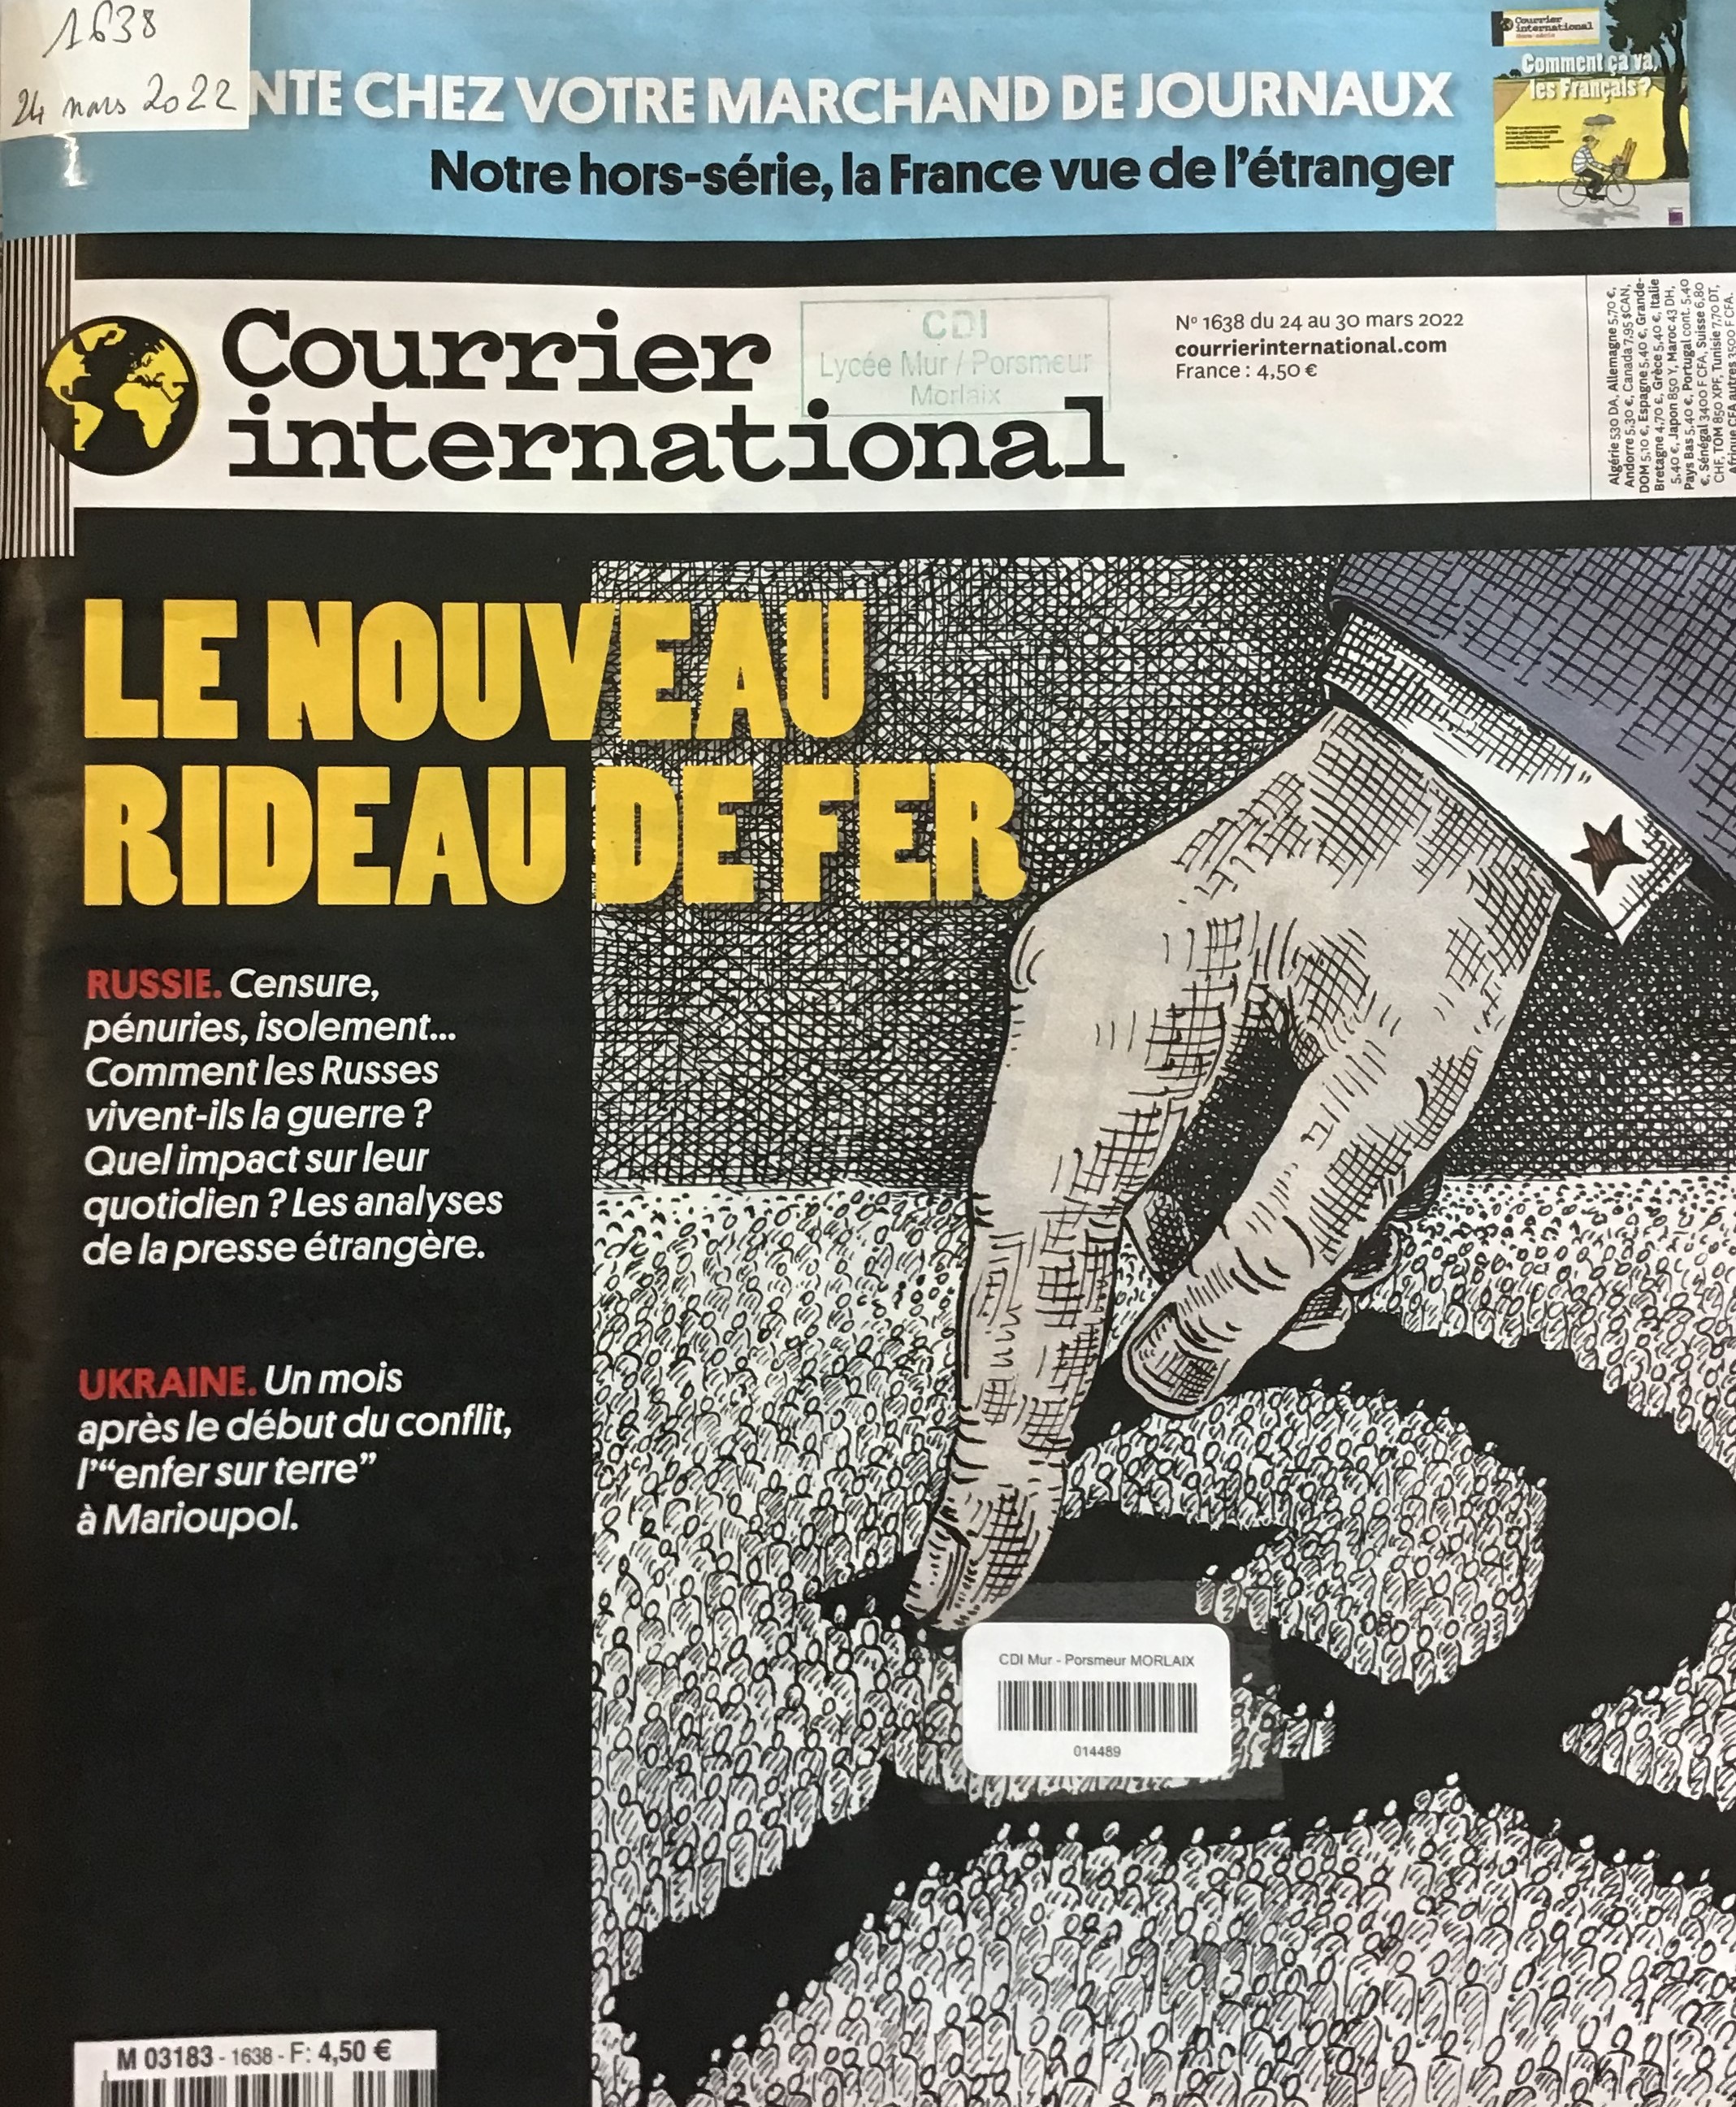 1638
24 mars 2022
NTE CHEZ VOTRE MARCHAND DE JOURNAUX
Notre hors-série, la France vue de l'étranger
Courrier
international
Comment ça va,
les Français ?
Courrier
international
CDI
Lycée Mur / Porsmeur
Morlaix
Nº 1638 du 24 au 30 mars 2022
courrierinternational.com
France : 4,50 €
Algérie 530 DA, Allemagne 5,70 €,
Andorre 5,30 €, Canada 7,95 $CAN,
DOM 5,10 €, Espagne 5,40 €, Grande-
Bretagne 4,70 £, Grèce 5,40 €, Italie
5,40 €, Japon 850 Y, Maroc 43 DH,
Pays Bas 5,40 €, Portugal cont. 5,40
€, Sénégal 3400 F CFA, Suisse 6,80
CHF, TOM 850 XPF, Tunisie 7,70 DT,
Afrique CFA autres 3500 F CFA.
LE NOUVEAU
RIDEAU DE FER
RUSSIE. Censure,
pénuries, isolement...
Comment les Russes
vivent-ils la guerre ?
Quel impact sur leur
quotidien ? Les analyses
de la presse étrangère.
UKRAINE. Un mois
après le début du conflit,
l'“enfer sur terre”
à Marioupol.
CDI Mur - Porsmeur MORLAIX
014489
M 03183 - 1638 - F: 4,50 €